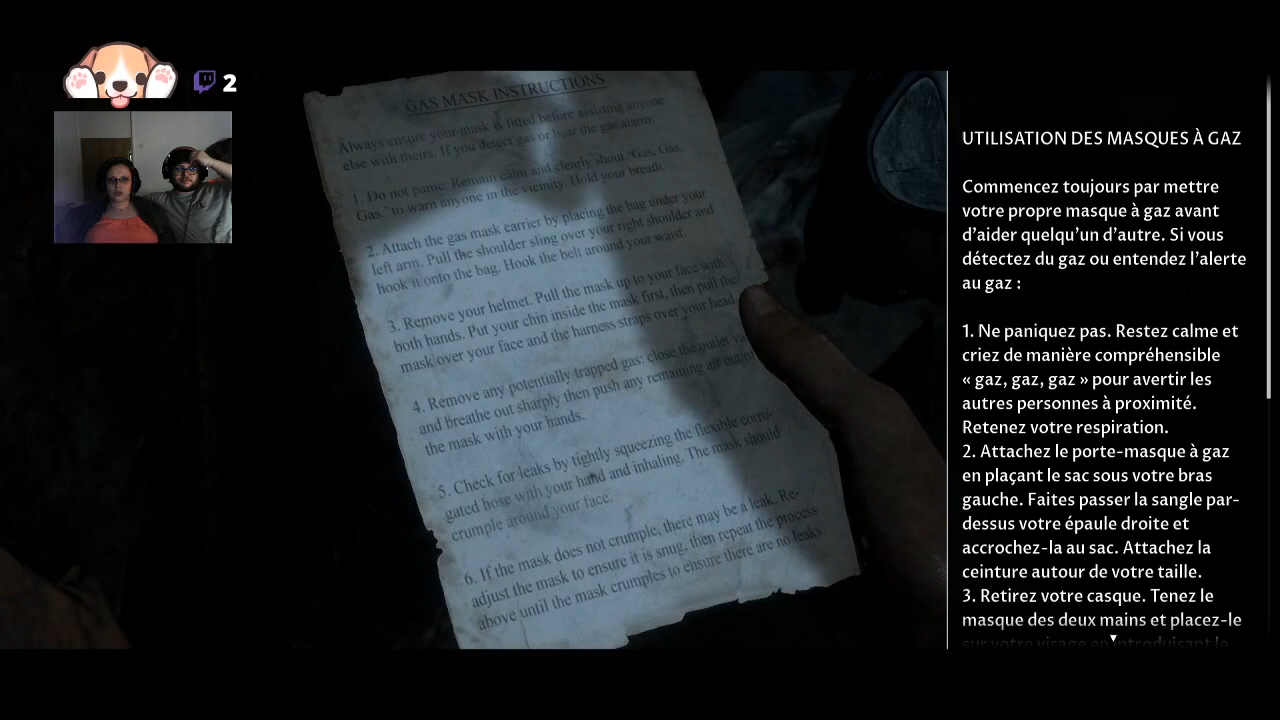 2
GAS MASK INSTRUCTIONS
Always ensure your mask is fitted before assisting anyone
else with theirs. If you detect gas or hear the gas alarm:
1. Do not panic. Remain calm and clearly shout 'Gas, Gas,
Gas.' to warn anyone in the vicinity. Hold your breath.
2. Attach the gas mask carrier by placing the bag under your
left arm. Pull the shoulder sling over your right shoulder and
hook it onto the bag. Hook the belt around your waist.
3. Remove your helmet. Pull the mask up to your face with
both hands. Put your chin inside the mask first, then pull the
mask over your face and the harness straps over your head
4. Remove any potentially trapped gas: close the outlet
and breathe out sharply then push any remaining air out
the mask with your hands.
5. Check for leaks by tightly squeezing the flexible corru-
gated hose with your hand and inhaling. The mask should
crumple around your face.
6. If the mask does not crumple, there may be a leak. Re-
adjust the mask to ensure it is snug, then repeat the process
above until the mask crumples to ensure there are no leaks.
UTILISATION DES MASQUES À GAZ
Commencez toujours par mettre
votre propre masque à gaz avant
d'aider quelqu'un d'autre. Si vous
détectez du gaz ou entendez l'alerte
au gaz :
1. Ne paniquez pas. Restez calme et
criez de manière compréhensible
« gaz, gaz, gaz » pour avertir les
autres personnes à proximité.
Retenez votre respiration.
2. Attachez le porte-masque à gaz
en plaçant le sac sous votre bras
gauche. Faites passer la sangle par-
dessus votre épaule droite et
accrochez-la au sac. Attachez la
ceinture autour de votre taille.
3. Retirez votre casque. Tenez le
masque des deux mains et placez-le
sur votre visage en introduisant le